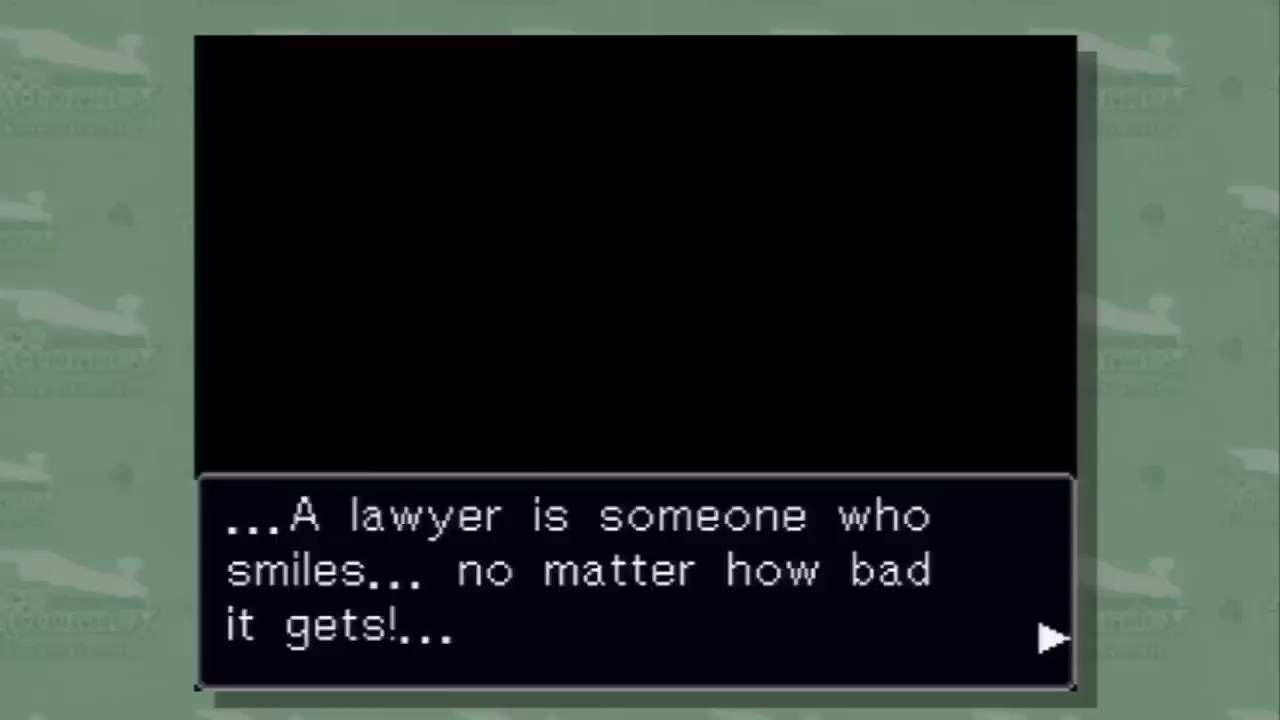 ...A lawyer is someone who
smiles... no matter how bad
it gets!...